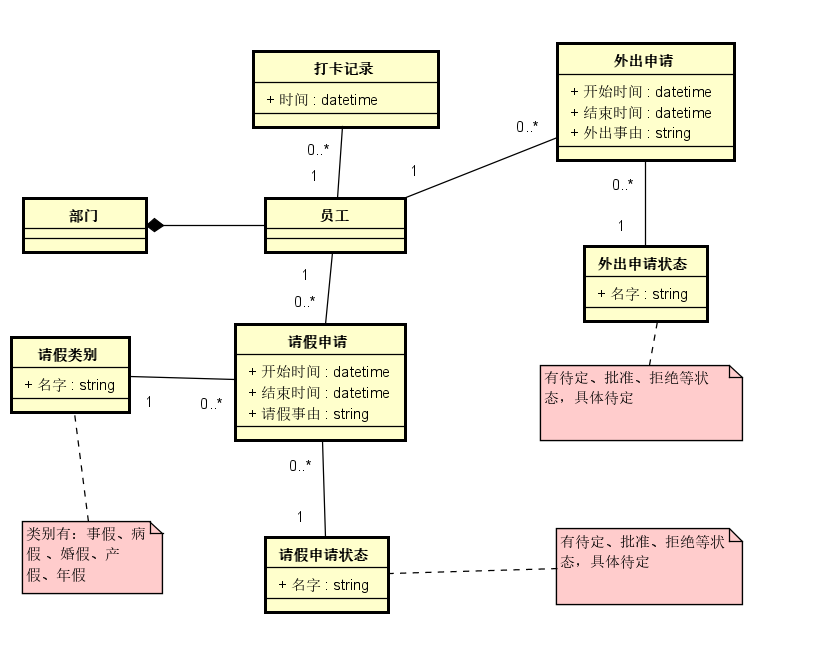 打卡记录
+ 时间 : datetime
外出申请
+ 开始时间 : datetime
+ 结束时间 : datetime
+ 外出事由 : string
0..*
1
0..*
1
部门
员工
0..*
1
外出申请状态
+ 名字 : string
1
0..*
请假类别
+ 名字 : string
请假申请
+ 开始时间 : datetime
+ 结束时间 : datetime
+ 请假事由 : string
1
0..*
有待定、批准、拒绝等状
态，具体待定
0..*
1
类别有：事假、病
假 、婚假、产
假、年假
请假申请状态
+ 名字 : string
有待定、批准、拒绝等状
态，具体待定